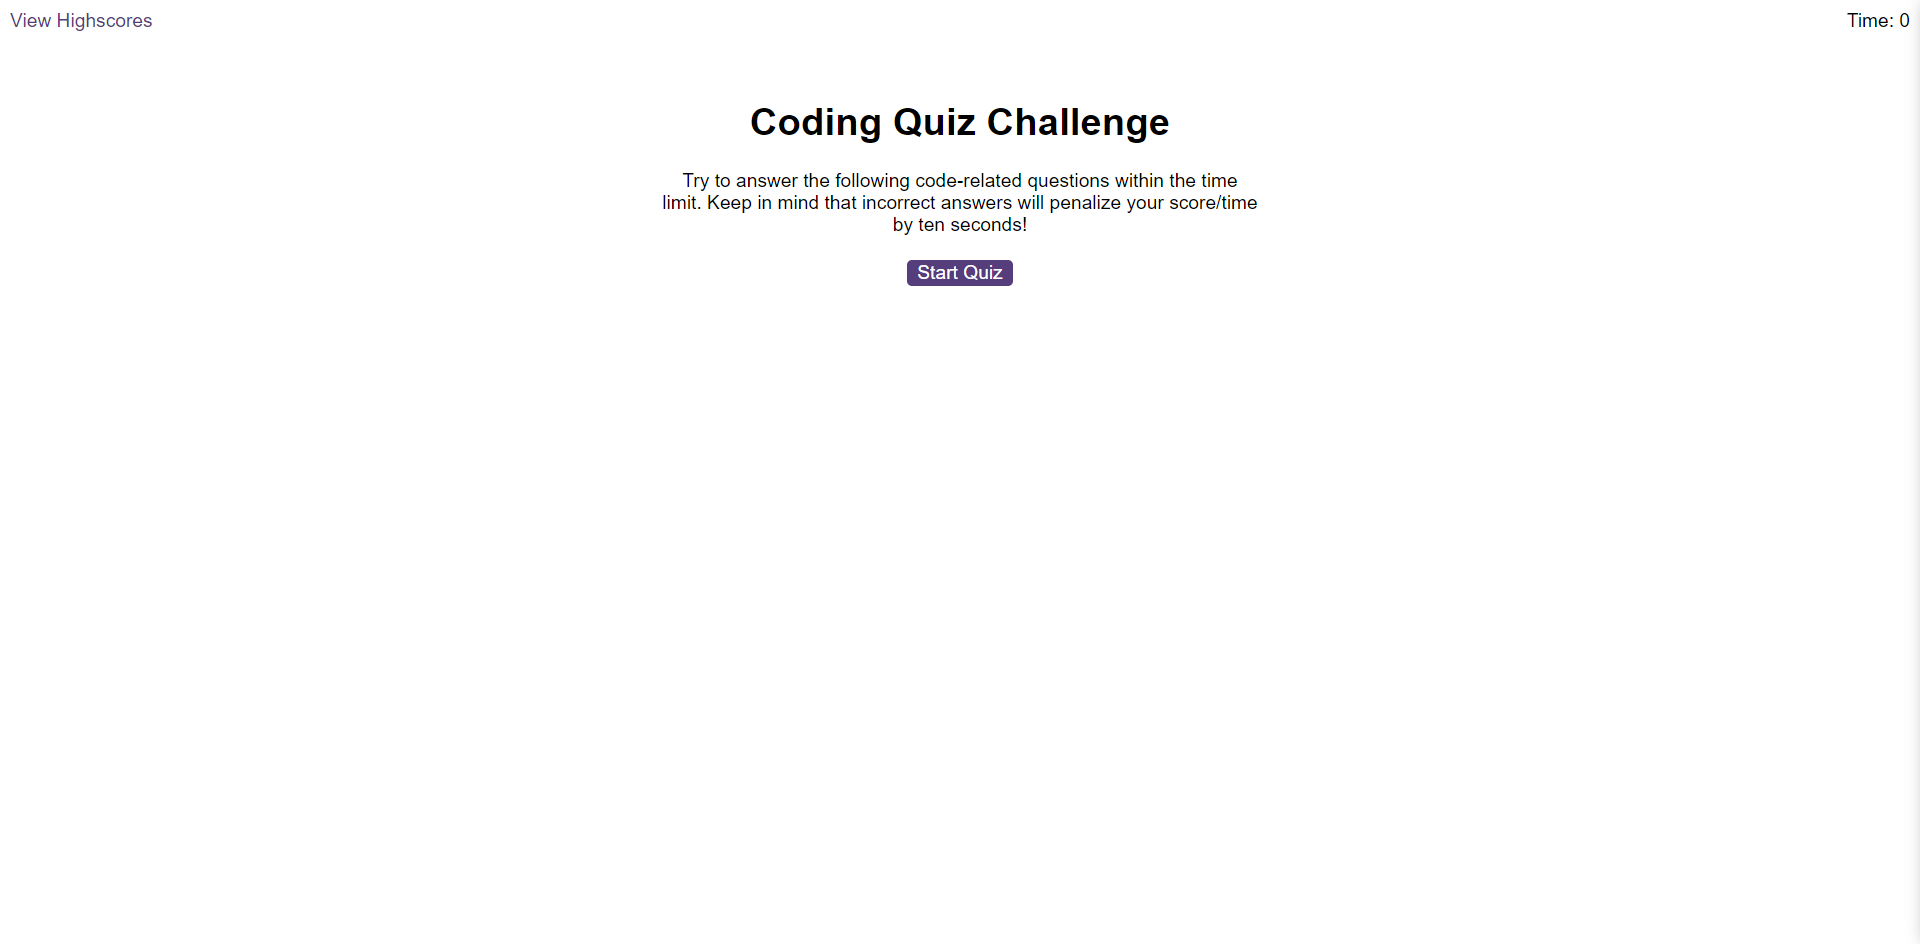 View Highscores
Time: 0
Coding Quiz Challenge
Try to answer the following code-related questions within the time
limit. Keep in mind that incorrect answers will penalize your score/time
by ten seconds!
Start Quiz